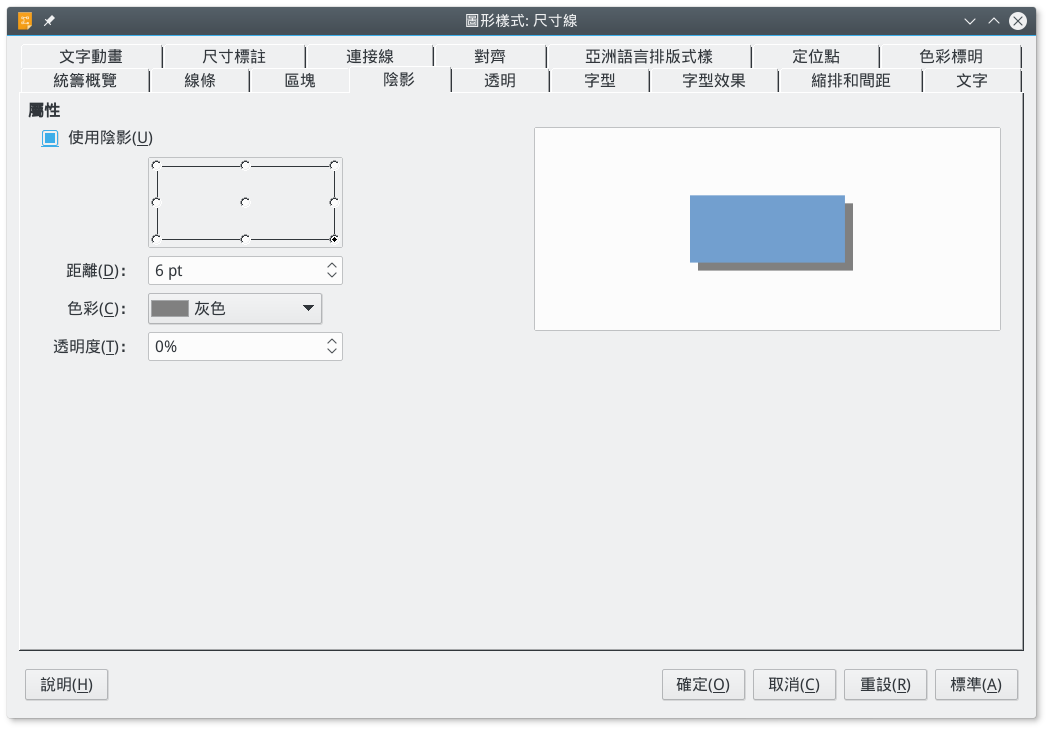 圖形樣式: 尺寸線
文字動畫 尺寸標註 連接線 對齊 亞洲語言排版式樣 定位點 色彩標明
統籌概覽 線條 區塊 陰影 透明 字型 字型效果 縮排和間距 文字
屬性
使用陰影(U)
距離(D)： 6 pt
色彩(C)： 灰色
透明度(T)： 0%
說明(H) 確定(O) 取消(C) 重設(R) 標準(A)